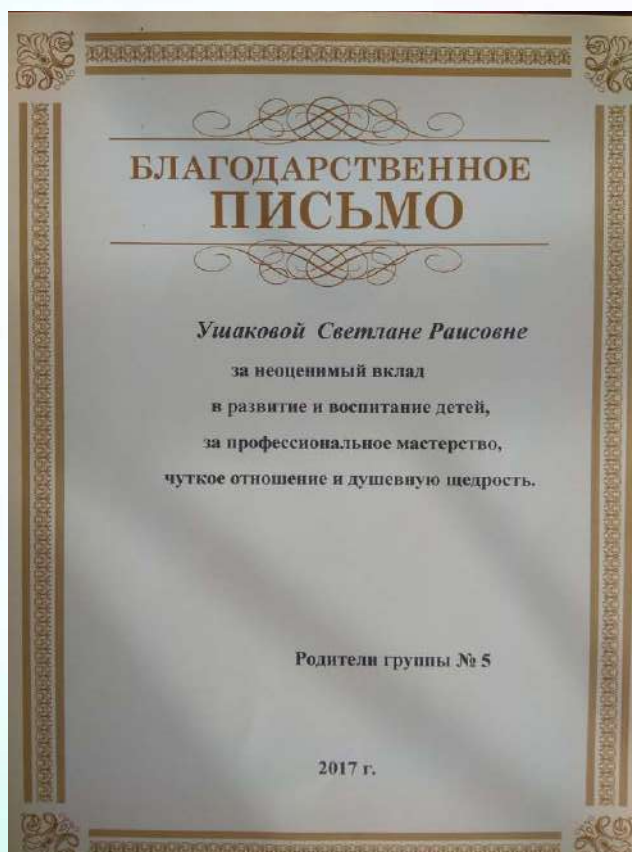 БЛАГОДАРСТВЕННОЕ
ПИСЬМО
Ушаковой Светлане Раисовне
за неоценимый вклад
в развитие и воспитание детей,
за профессиональное мастерство,
чуткое отношение и душевную щедрость.
Родители группы № 5
2017 г.